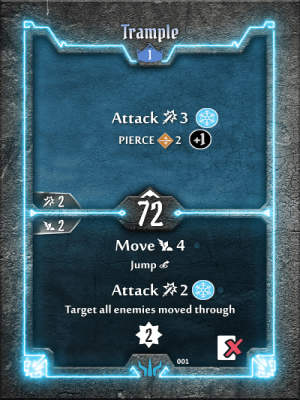 Trample
1
Attack 3
PIERCE 2 +1
2
72
2
Move 4
Jump
Attack 2
Target all enemies moved through
2
001